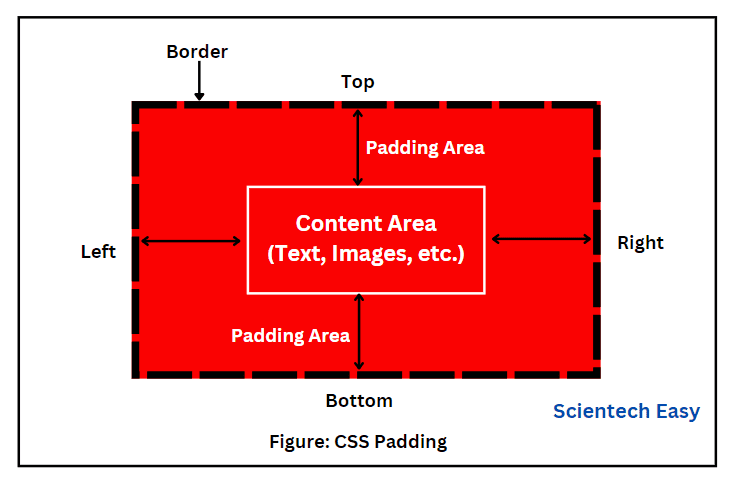 Border
Top
Padding Area
Content Area
(Text, Images, etc.)
Left
Right
Padding Area
Bottom
Scientech Easy
Figure: CSS Padding